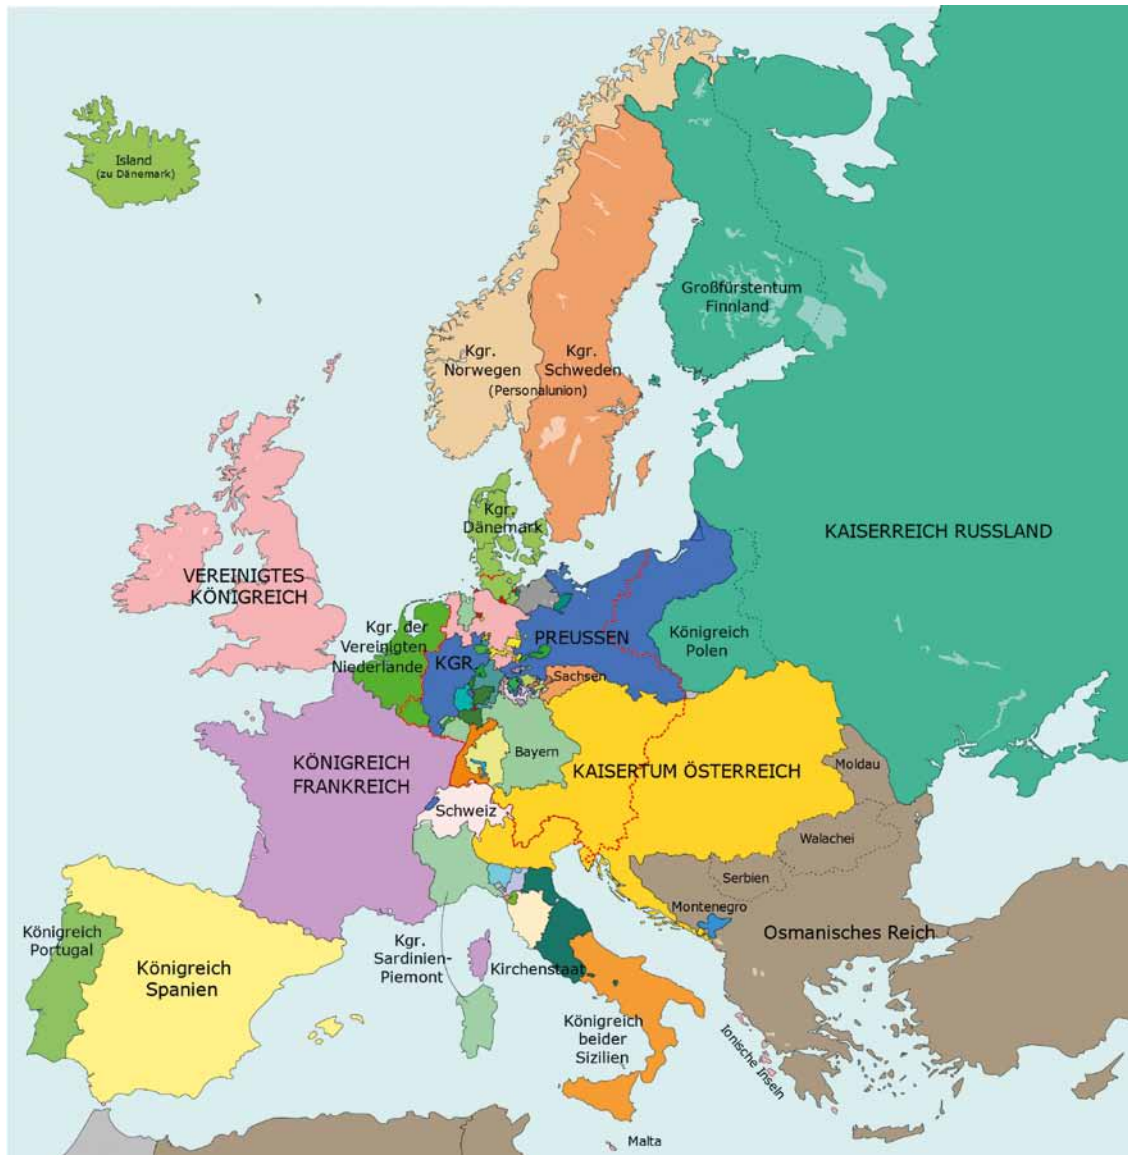 Island
(zu Dänemark)
Großfürstentum
Finnland
Kgr.
Norwegen
Kgr.
Schweden
(Personalunion)
Kgr.
Dänemark
KAISERREICH RUSSLAND
VEREINIGTES
KÖNIGREICH
Kgr. der
Vereinigten
Niederlande
KGR.
PREUSSEN
Königreich
Polen
Sachsen
KÖNIGREICH
FRANKREICH
Bayern
KAISERTUM ÖSTERREICH
Moldau
Schweiz
Walachei
Serbien
Montenegro
Osmanisches Reich
Königreich
Portugal
Königreich
Spanien
Kgr.
Sardinien-
Piemont
Kirchenstaat
Königreich
beider
Sizilien
Ionische Inseln
Malta